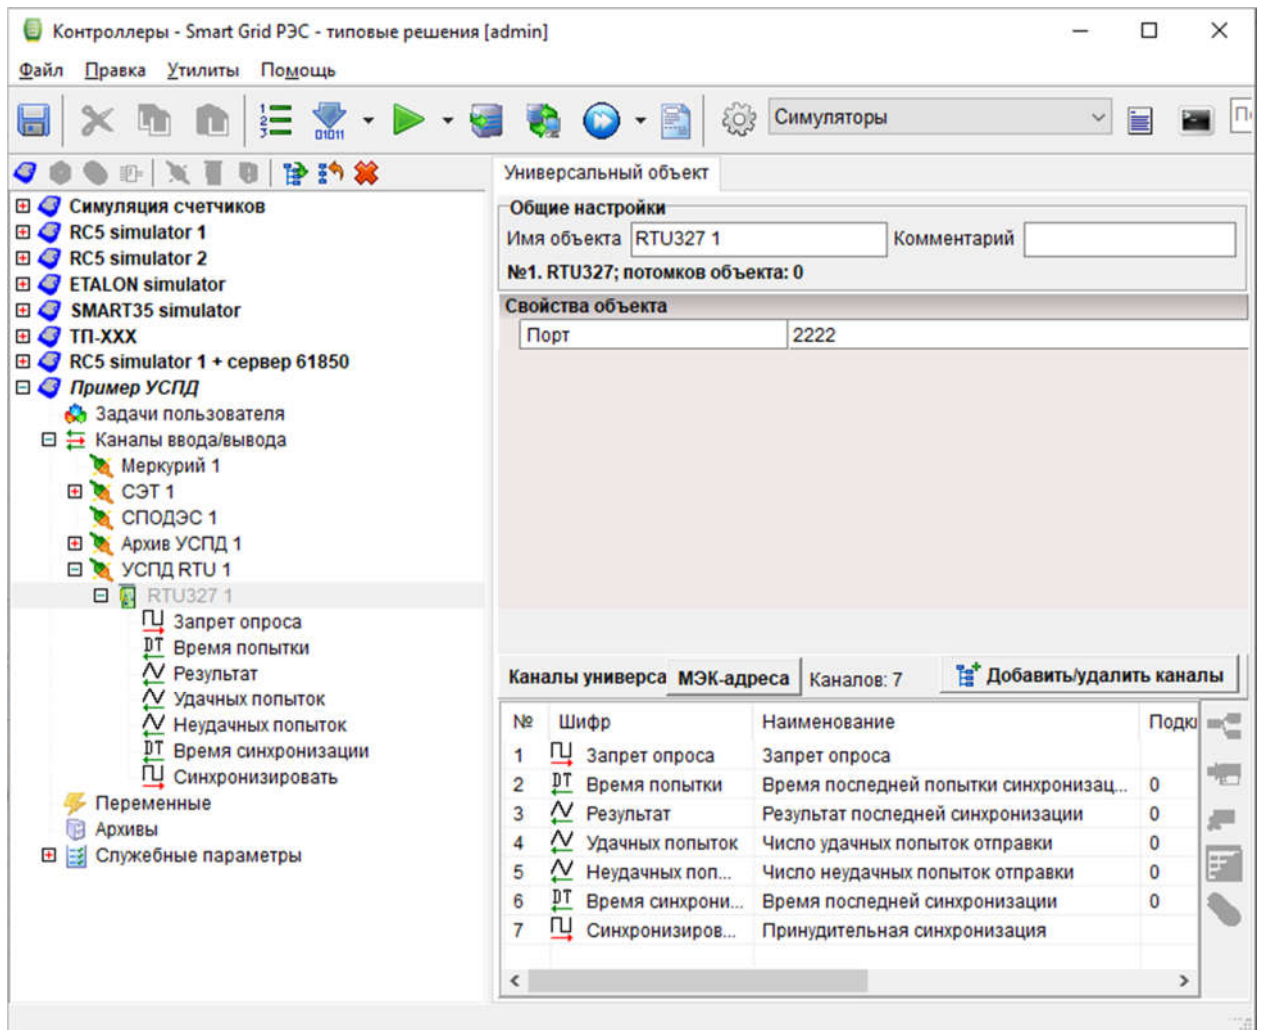 Контроллеры - Smart Grid РЭС - типовые решения [admin]
Файл Правка Утилиты Помощь
Симуляторы
Универсальный объект
Общие настройки
Имя объекта RTU327 1 Комментарий
№1. RTU327; потомков объекта: 0
Свойства объекта
Порт 2222
Симуляция счетчиков
RC5 simulator 1
RC5 simulator 2
ETALON simulator
SMART35 simulator
ТП-XXX
RC5 simulator 1 + сервер 61850
Пример УСПД
Задачи пользователя
Каналы ввода/вывода
Меркурий 1
СЭТ 1
СПОДЭС 1
Архив УСПД 1
УСПД RTU 1
RTU327 1
Запрет опроса
Время попытки
Результат
Удачных попыток
Неудачных попыток
Время синхронизации
Синхронизировать
Переменные
Архивы
Служебные параметры
Каналы универса МЭК-адреса Каналов: 7 Добавить/удалить каналы
№ Шифр Наименование Подк
1 Запрет опроса Запрет опроса
2 Время попытки Время последней попытки синхронизац... 0
3 Результат Результат последней синхронизации 0
4 Удачных попыток Число удачных попыток отправки 0
5 Неудачных поп... Число неудачных попыток отправки 0
6 Время синхрони... Время последней синхронизации 0
7 Синхронизиров... Принудительная синхронизация